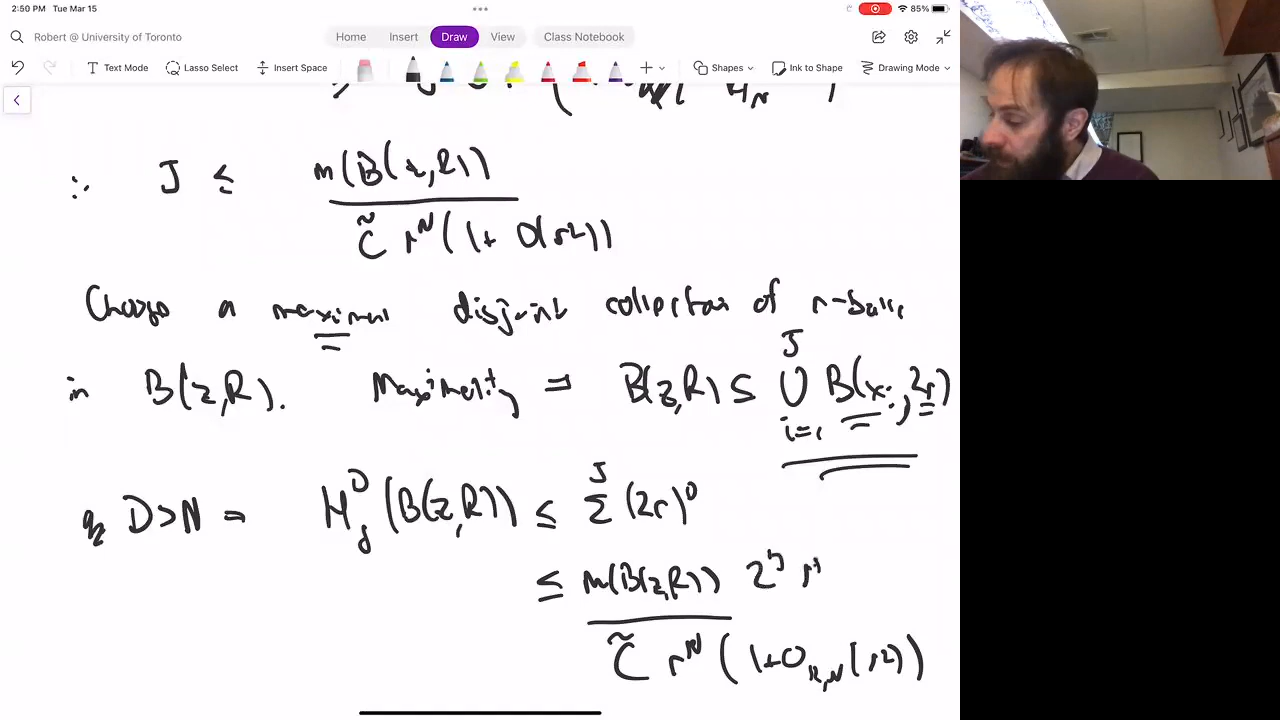 2:50 PM Tue Mar 15
85%
Robert @ University of Toronto
Home Insert Draw View Class Notebook
Text Mode Lasso Select Insert Space Shapes Ink to Shape Drawing Mode
∴ J ≤ m(B(z,R)) / C̃ r^N (1+ O(r²))
Choose a maximal disjoint collection of r-balls
in B(z,R). Maximality ⇒ B(z,R) ⊆ ⋃_{i=1}^J B(x_i, 2r)
& D>N ⇒ H_δ^D (B(z,R)) ≤ Σ^J (2r)^D
≤ m(B(z,R)) 2^D r^D / C̃ r^N (1+O_{K,N}(r²))